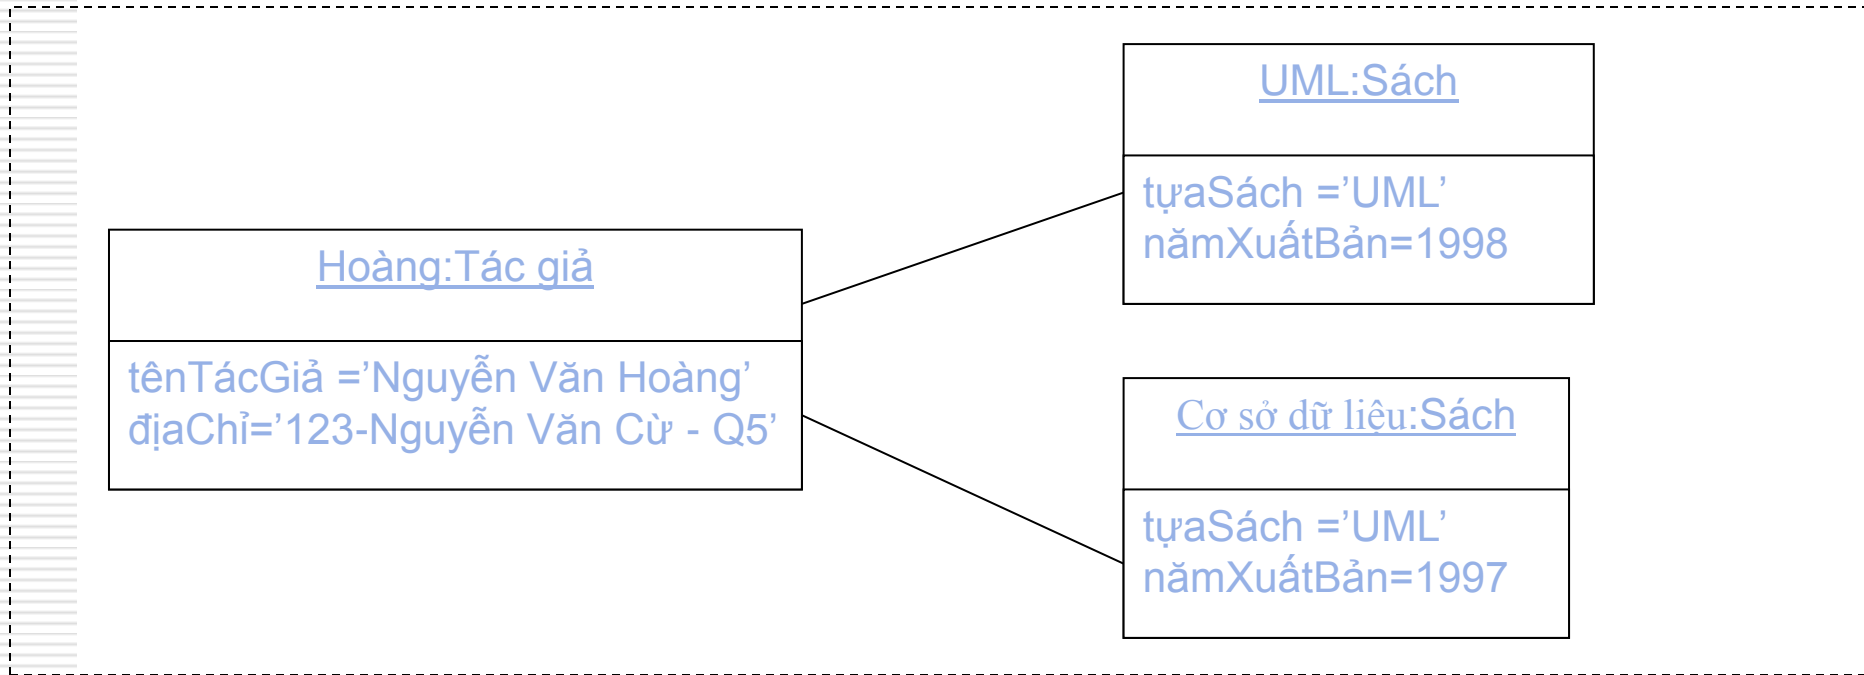 Hoàng:Tác giả
tênTácGiả =’Nguyễn Văn Hoàng’
địaChỉ=’123-Nguyễn Văn Cừ - Q5’
UML:Sách
tựaSách =’UML’
nămXuấtBản=1998
Cơ sở dữ liệu:Sách
tựaSách =’UML’
nămXuấtBản=1997